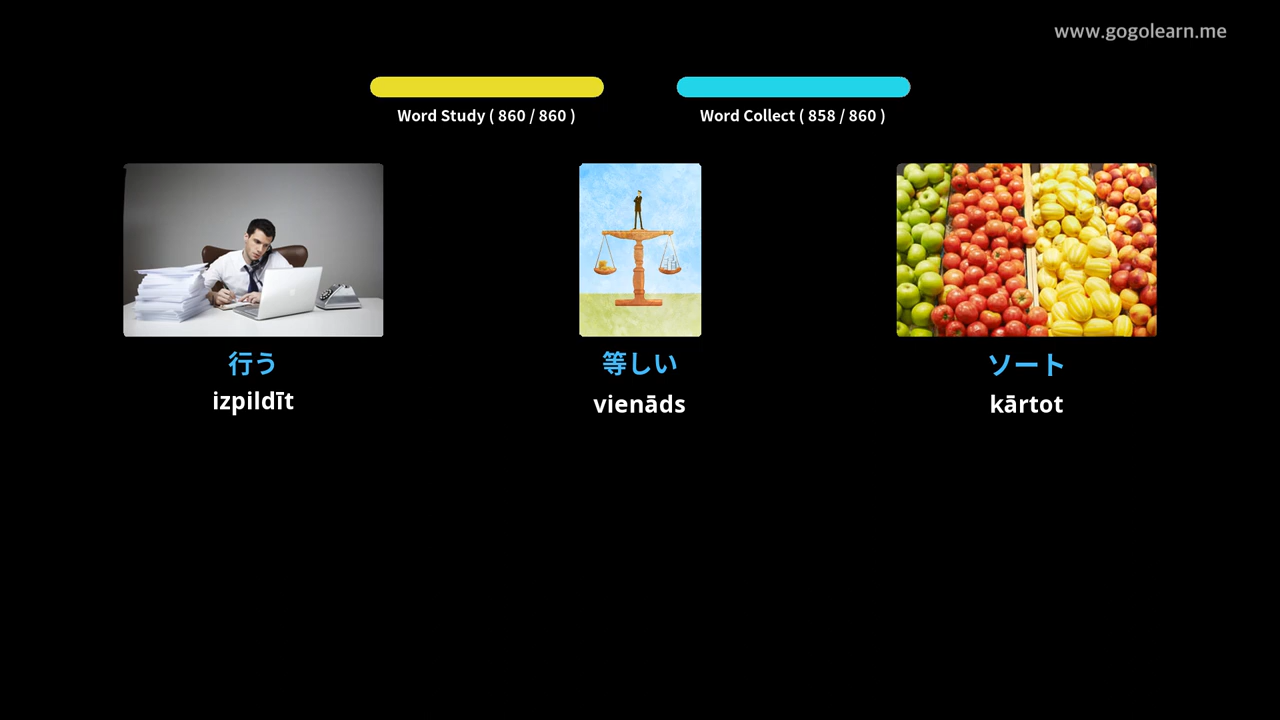 www.gogolearn.me
Word Study ( 860 / 860 )
Word Collect ( 858 / 860 )
行う
izpildīt
等しい
vienāds
ソート
kārtot